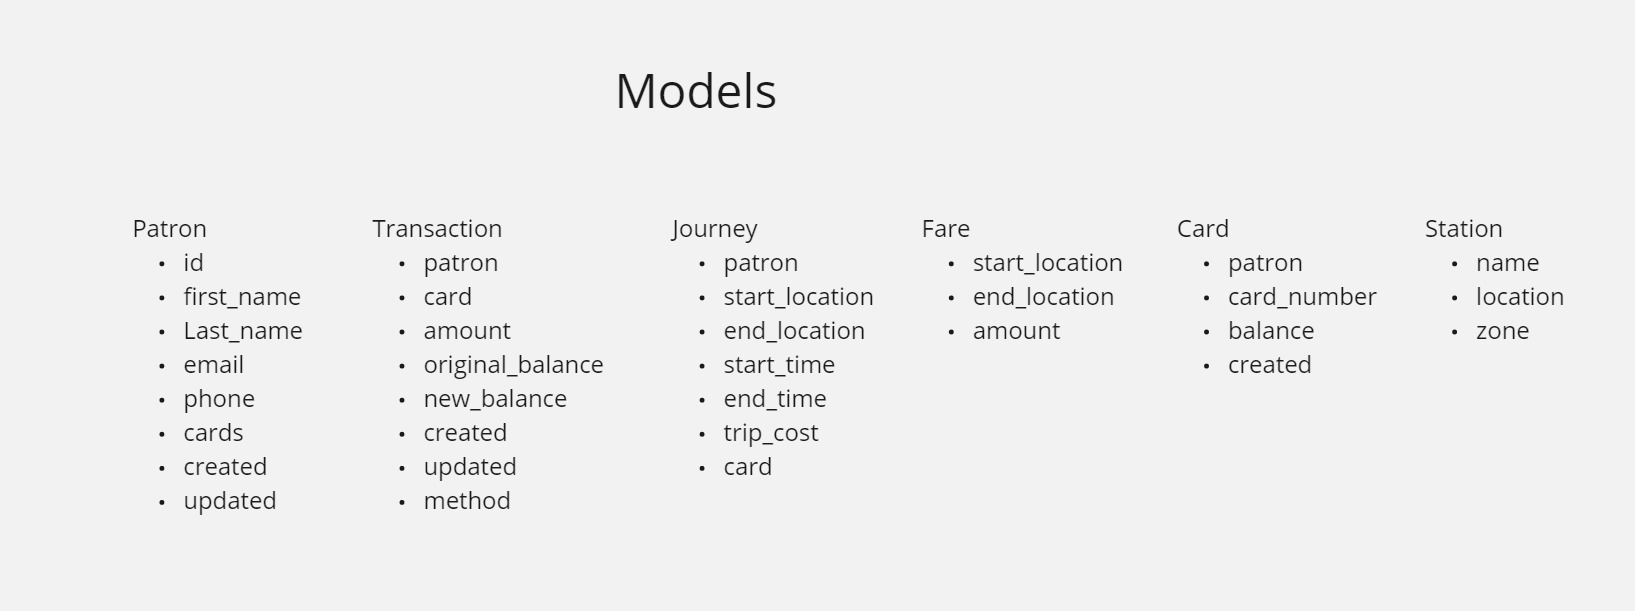 Models
Patron
• id
• first_name
• Last_name
• email
• phone
• cards
• created
• updated
Transaction
• patron
• card
• amount
• original_balance
• new_balance
• created
• updated
• method
Journey
• patron
• start_location
• end_location
• start_time
• end_time
• trip_cost
• card
Fare
• start_location
• end_location
• amount
Card
• patron
• card_number
• balance
• created
Station
• name
• location
• zone